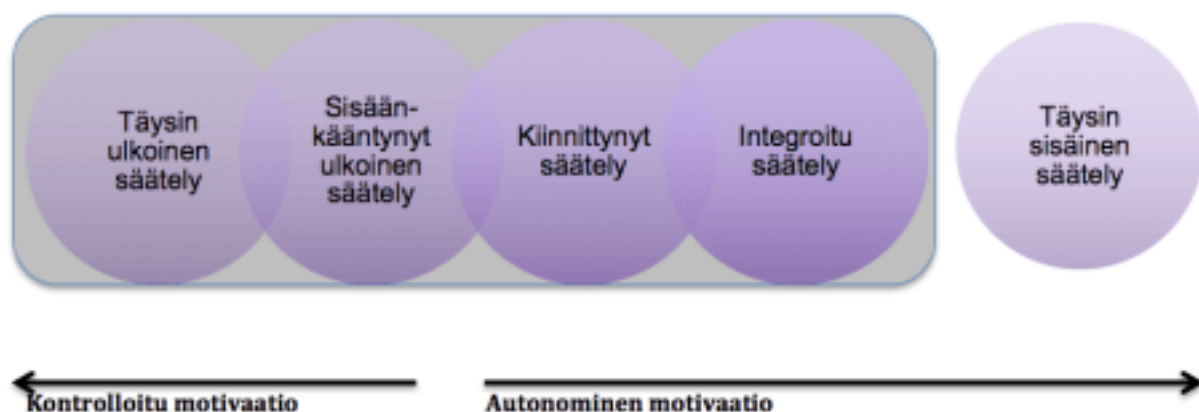 Täysin
ulkoinen
säätely
Sisään-
kääntynyt
ulkoinen
säätely
Kiinnittynyt
säätely
Integroitu
säätely
Täysin
sisäinen
säätely
Kontrolloitu motivaatio
Autonominen motivaatio